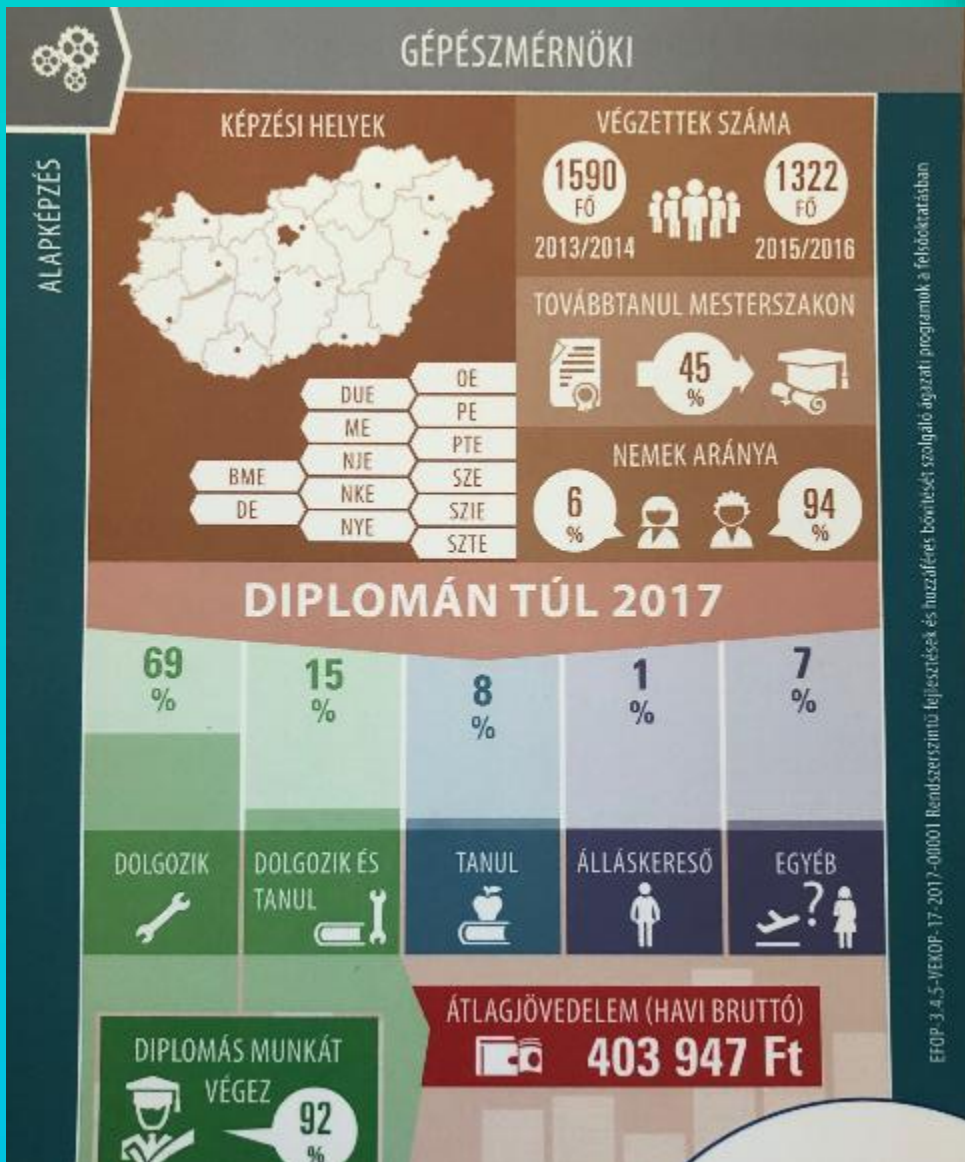 GÉPÉSZMÉRNÖKI
ALAPKÉPZÉS
KÉPZÉSI HELYEK
DUE
ME
NJE
NKE
NYE
BME
DE
OE
PE
PTE
SZE
SZIE
SZTE
VÉGZETTEK SZÁMA
1590
FŐ
2013/2014
1322
FŐ
2015/2016
TOVÁBBTANUL MESTERSZAKON
45
%
NEMEK ARÁNYA
6
%
94
%
DIPLOMÁN TÚL 2017
69
%
15
%
8
%
1
%
7
%
DOLGOZIK
DOLGOZIK ÉS
TANUL
TANUL
ÁLLÁSKERESŐ
EGYÉB
?
DIPLOMÁS MUNKÁT
VÉGEZ
92
%
ÁTLAGJÖVEDELEM (HAVI BRUTTÓ)
403 947 Ft
EFOP-3.4.5-VEKOP-17-2017-00001 Rendszerszintű fejlesztések és hozzáférés bővítését szolgáló ágazati programok a felsőoktatásban